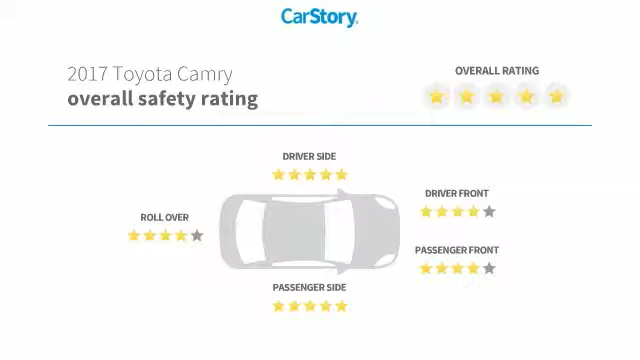 CarStory
2017 Toyota Camry
overall safety rating
OVERALL RATING
DRIVER SIDE
DRIVER FRONT
ROLL OVER
PASSENGER FRONT
PASSENGER SIDE